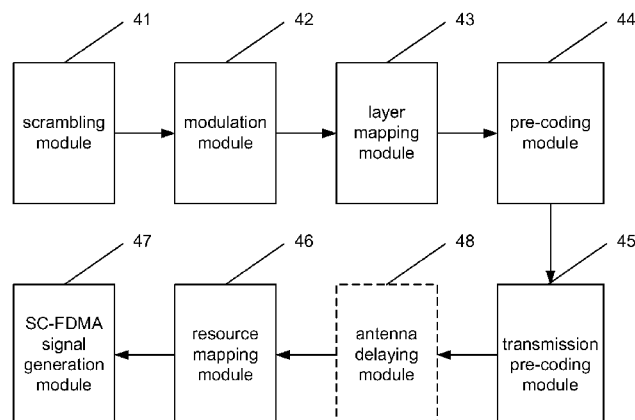 41
42
43
44
scrambling
module
modulation
module
layer
mapping
module
pre-coding
module
47
46
48
45
SC-FDMA
signal
generation
module
resource
mapping
module
antenna
delaying
module
transmission
pre-coding
module